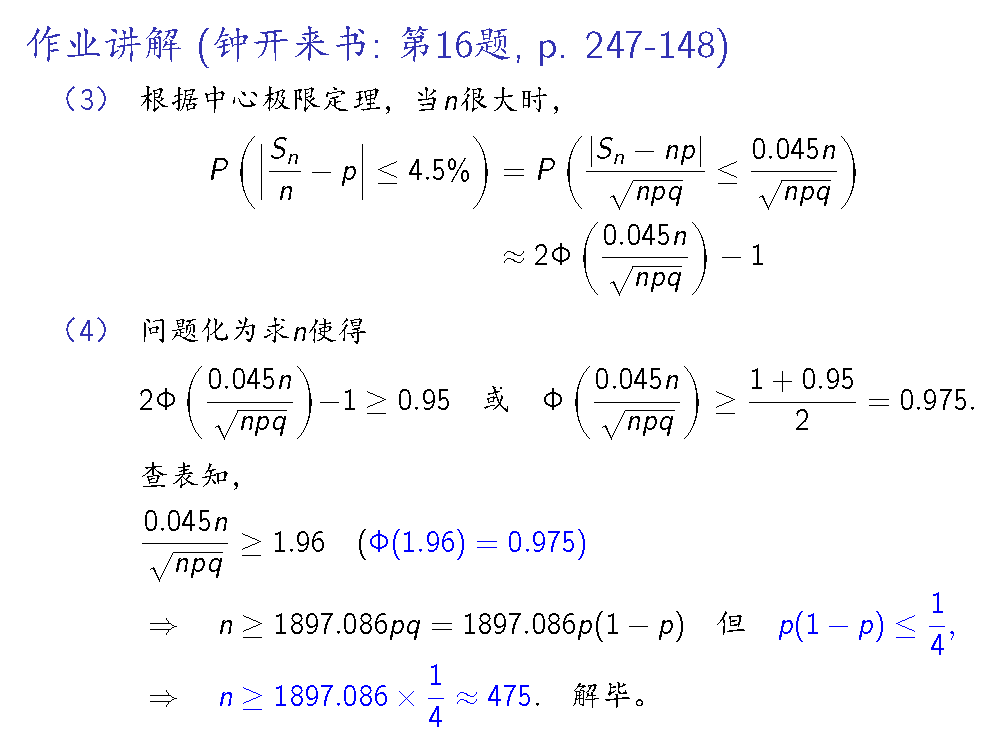 作业讲解 (钟开来书: 第16题, p. 247-148)
（3） 根据中心极限定理，当n很大时，
P(|Sn/n − p| ≤ 4.5%) = P(|Sn − np|/√npq ≤ 0.045n/√npq)
≈ 2Φ(0.045n/√npq) − 1
（4） 问题化为求n使得
2Φ(0.045n/√npq)−1 ≥ 0.95 或 Φ(0.045n/√npq) ≥ (1 + 0.95)/2 = 0.975.
查表知，
0.045n/√npq ≥ 1.96 (Φ(1.96) = 0.975)
⇒ n ≥ 1897.086pq = 1897.086p(1 − p) 但 p(1 − p) ≤ 1/4,
⇒ n ≥ 1897.086 × 1/4 ≈ 475. 解毕。